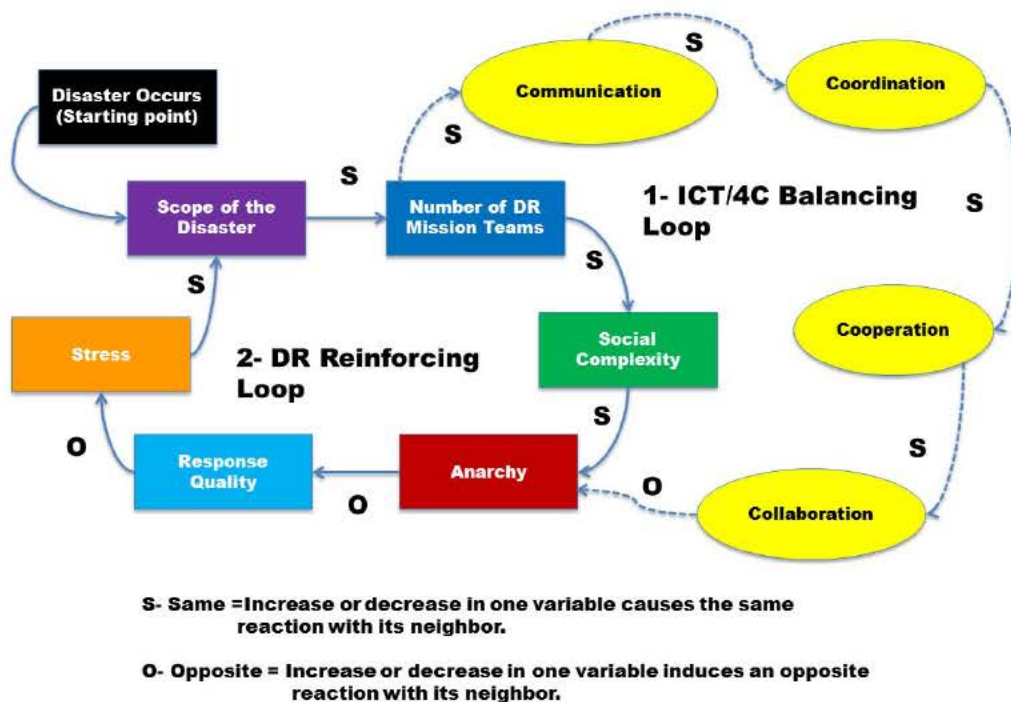 Disaster Occurs
(Starting point)
Communication
S
Coordination
S
S
Scope of the
Disaster
Number of DR
Mission Teams
1- ICT/4C Balancing
Loop
S
S
S
Cooperation
Social
Complexity
Stress
2- DR Reinforcing
Loop
S
S
O
Response
Quality
O
Anarchy
O
Collaboration
S- Same =Increase or decrease in one variable causes the same
reaction with its neighbor.
O- Opposite = Increase or decrease in one variable induces an opposite
reaction with its neighbor.